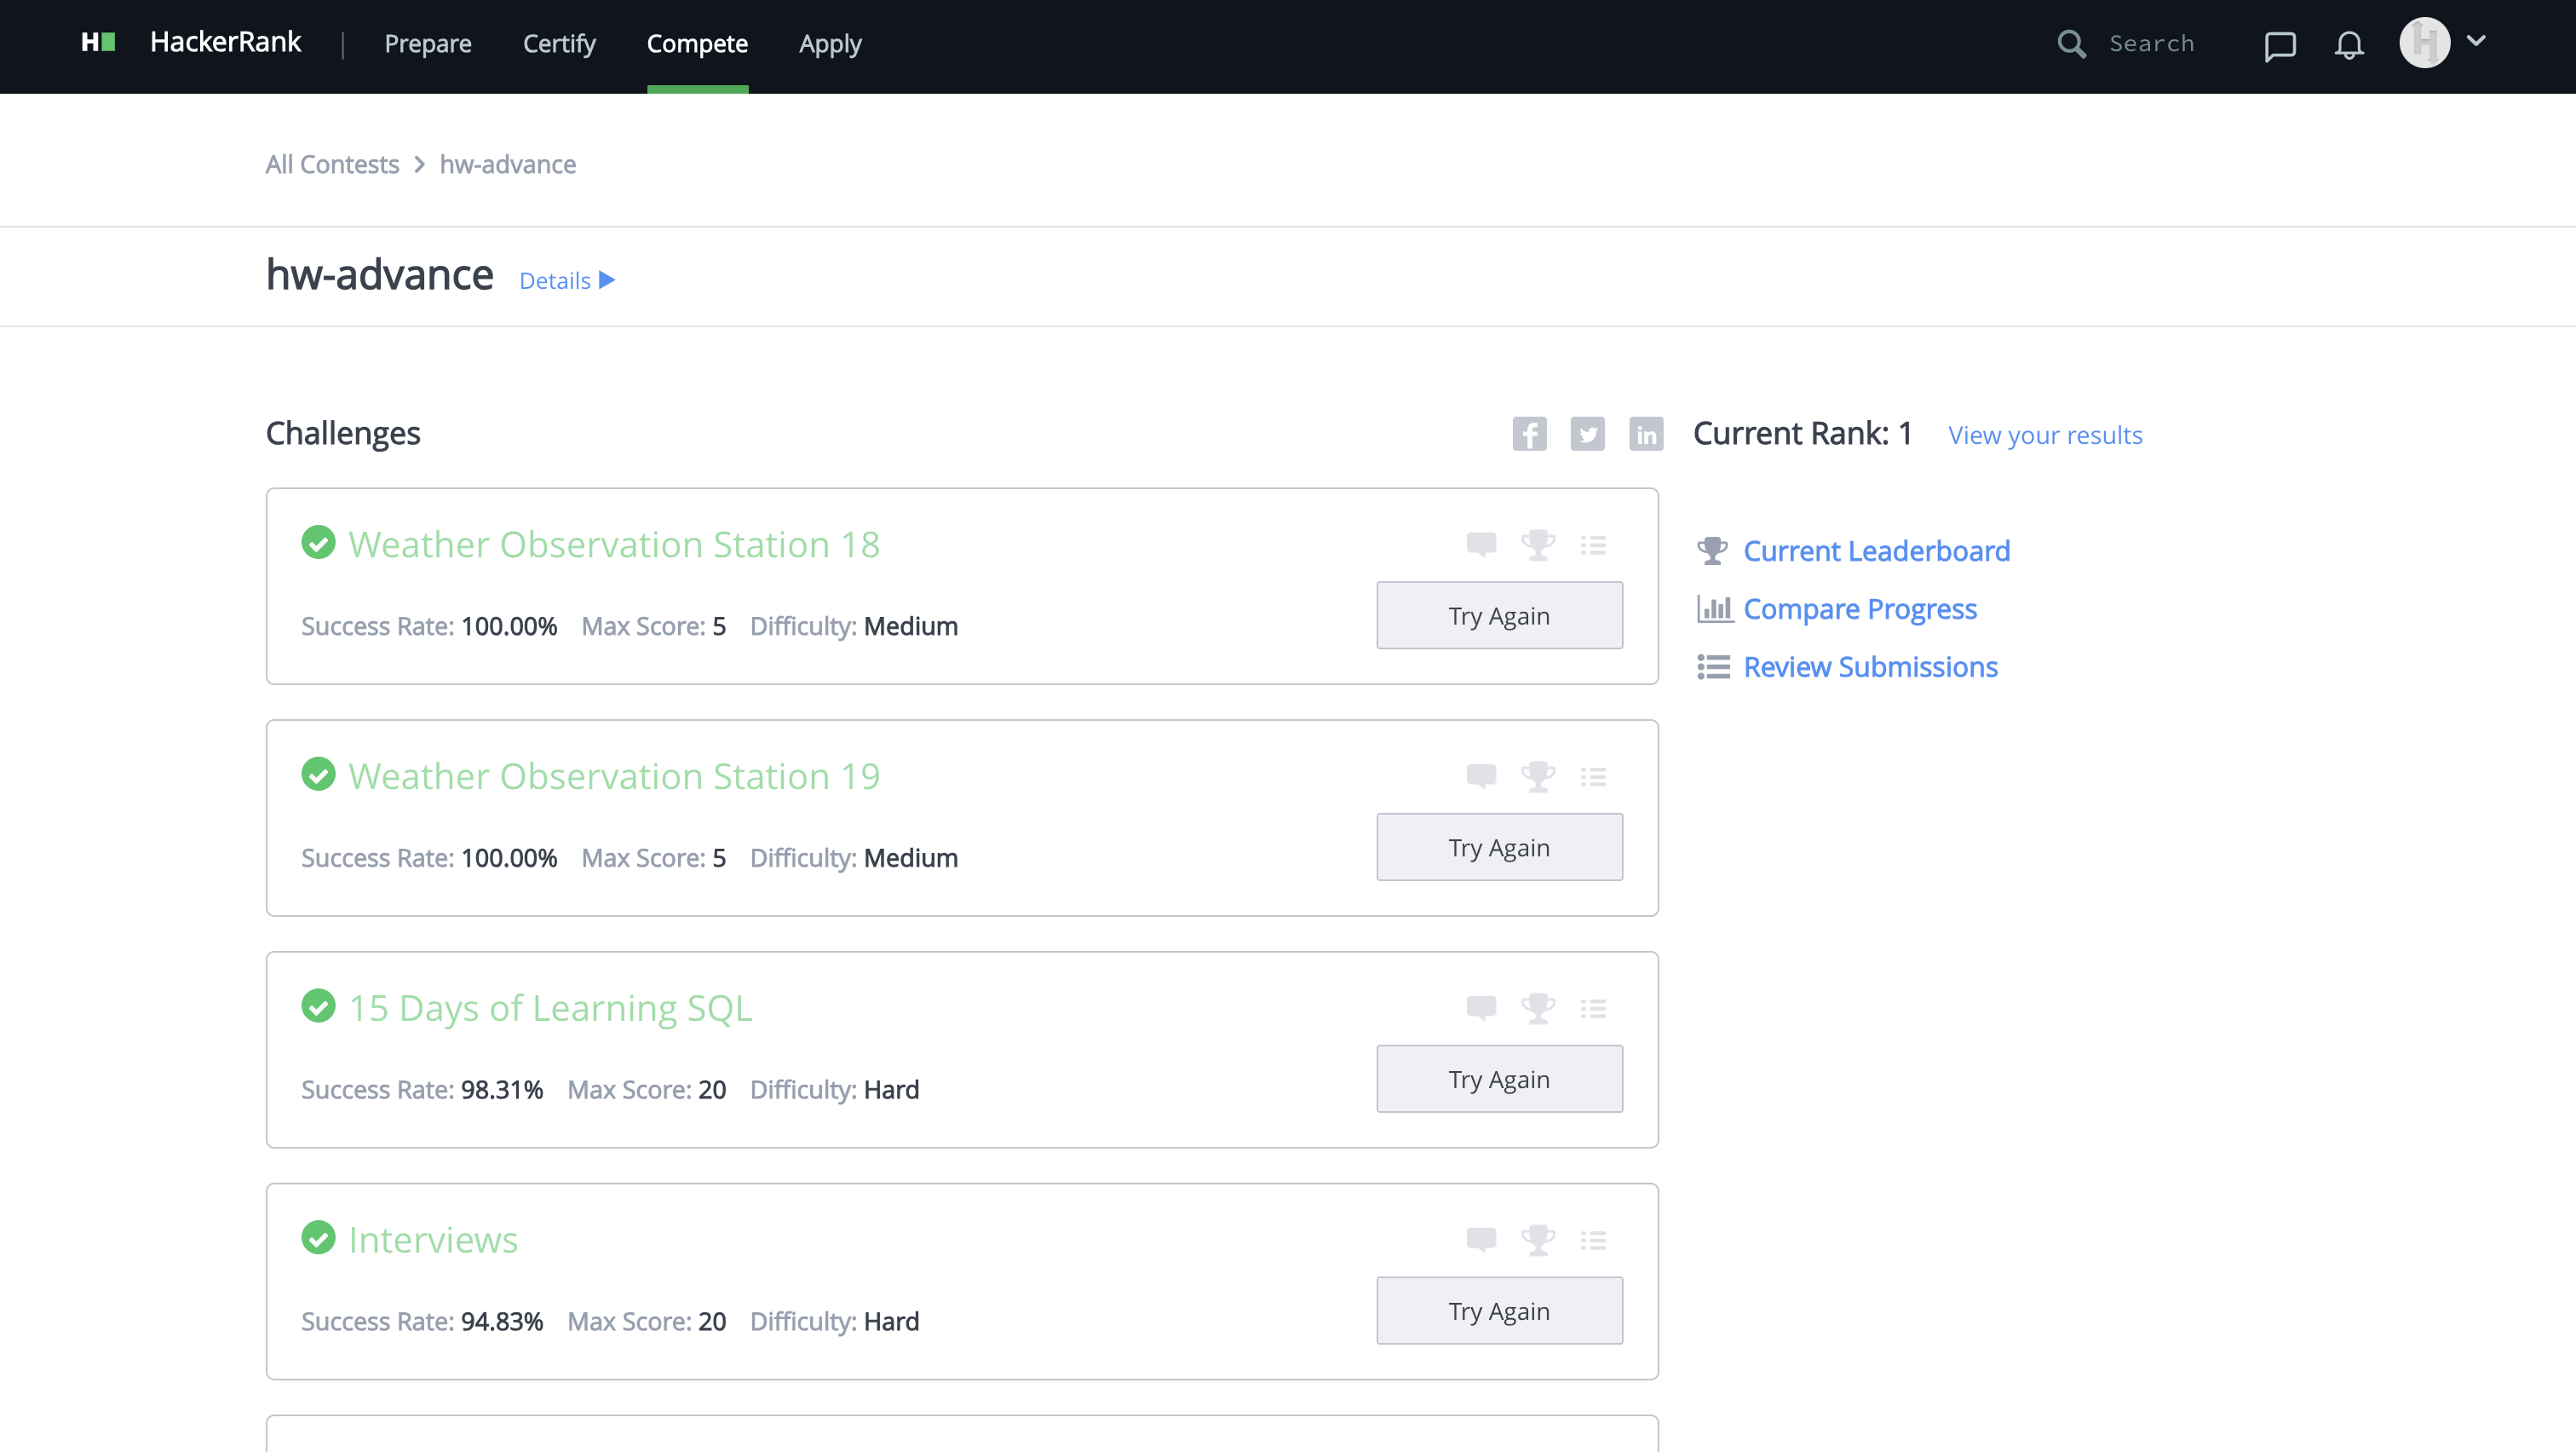 HackerRank | Prepare Certify Compete Apply Search
All Contests > hw-advance
hw-advance Details
Challenges
Current Rank: 1 View your results
Weather Observation Station 18
Success Rate: 100.00% Max Score: 5 Difficulty: Medium
Try Again
Current Leaderboard
Compare Progress
Review Submissions
Weather Observation Station 19
Success Rate: 100.00% Max Score: 5 Difficulty: Medium
Try Again
15 Days of Learning SQL
Success Rate: 98.31% Max Score: 20 Difficulty: Hard
Try Again
Interviews
Success Rate: 94.83% Max Score: 20 Difficulty: Hard
Try Again